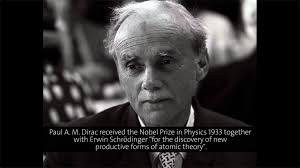 Paul A. M. Dirac received the Nobel Prize in Physics 1933 together
with Erwin Schrödinger "for the discovery of new
productive forms of atomic theory".